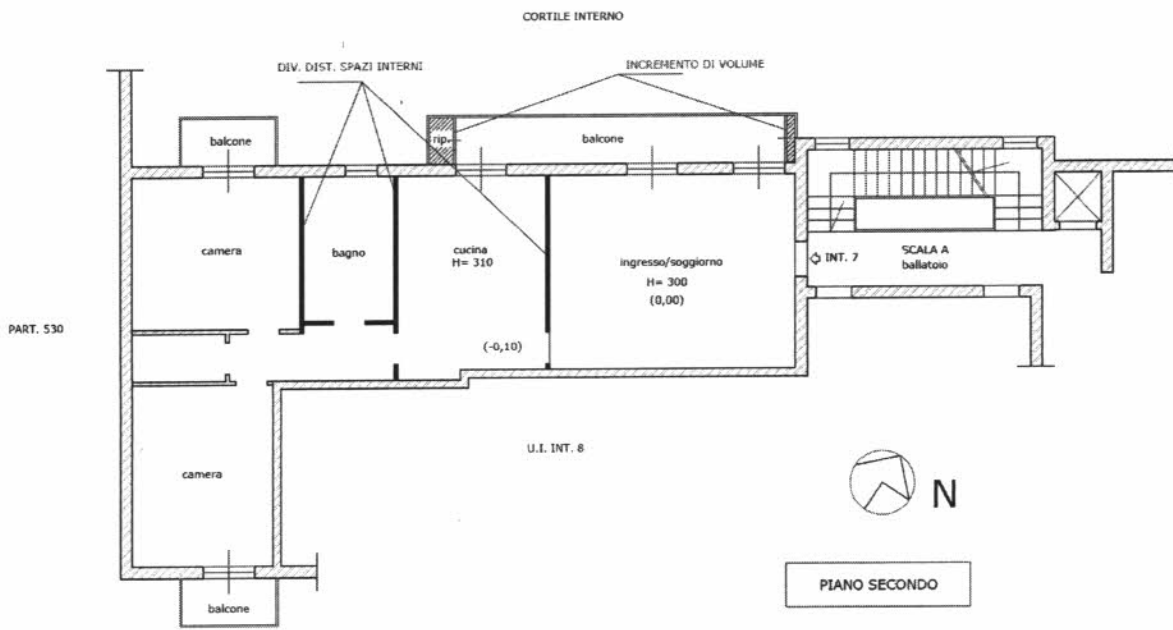 CORTILE INTERNO
DIV. DIST. SPAZI INTERNI
INCREMENTO DI VOLUME
balcone
rip.
balcone
camera
bagno
cucina
H= 310
ingresso/soggiorno
H= 300
(0,00)
INT. 7
SCALA A
ballatoio
PART. 530
(-0,10)
camera
U.I. INT. 8
N
PIANO SECONDO
balcone